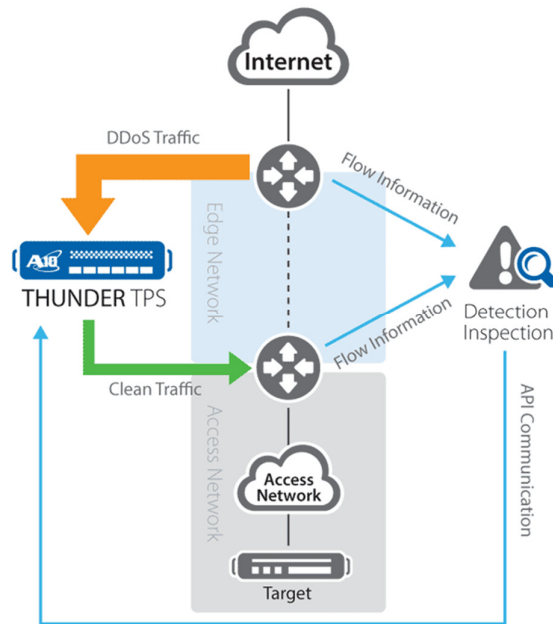 Internet
DDoS Traffic
Flow Information
Edge Network
A10
THUNDER TPS
Detection
Inspection
Flow Information
Clean Traffic
Access Network
API Communication
Access
Network
Target